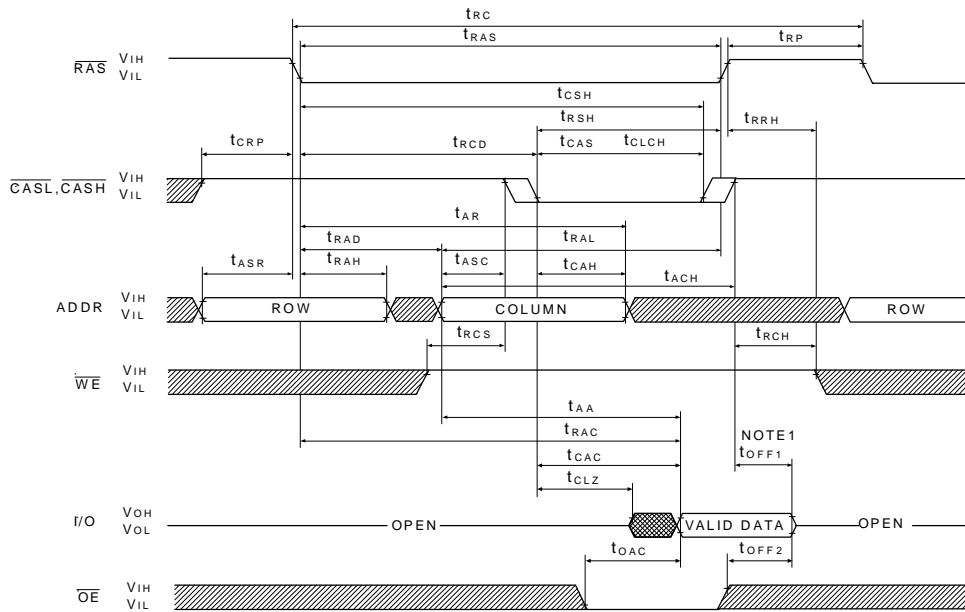 tRC
tRAS
tRP
RAS
VIH
VIL
tCSH
tRSH
tRRH
tCRP
tRCD
tCAS
tCLCH
CASL,CASH
VIH
VIL
tAR
tRAD
tRAL
tASR
tRAH
tASC
tCAH
tACH
ADDR
VIH
VIL
ROW
COLUMN
ROW
tRCS
tRCH
WE
VIH
VIL
tAA
tRAC
NOTE1
tCAC
tOFF1
tCLZ
I/O
VOH
VOL
OPEN
VALID DATA
OPEN
tOAC
tOFF2
OE
VIH
VIL